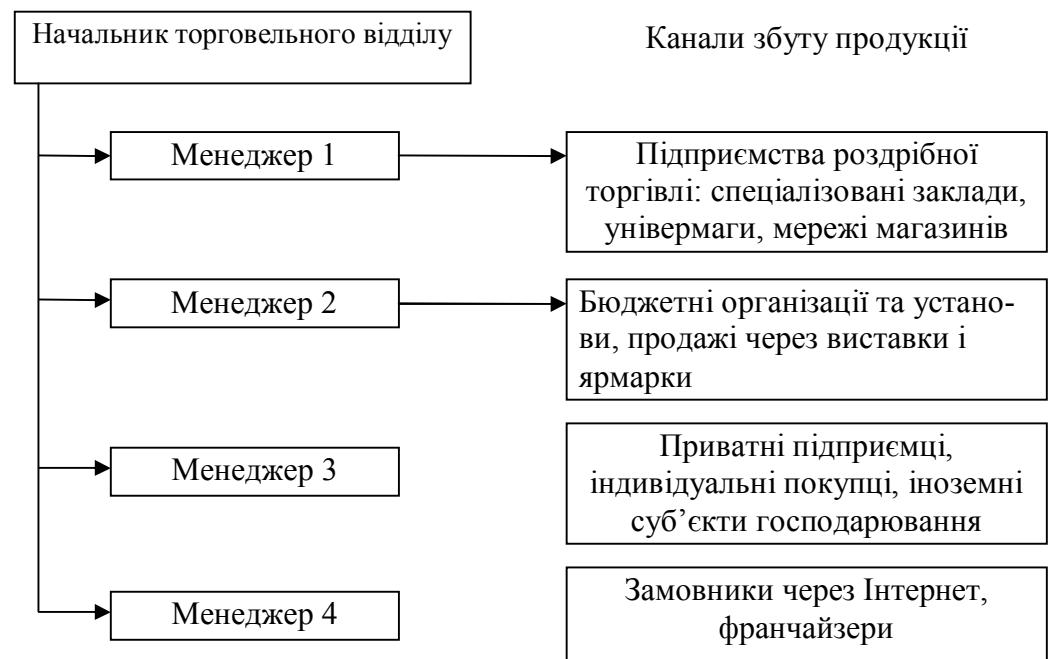 Начальник торговельного відділу
Канали збуту продукції
Менеджер 1
Підприємства роздрібної
торгівлі: спеціалізовані заклади,
універмаги, мережі магазинів
Менеджер 2
Бюджетні організації та устано-
ви, продажі через виставки і
ярмарки
Менеджер 3
Приватні підприємці,
індивідуальні покупці, іноземні
суб’єкти господарювання
Менеджер 4
Замовники через Інтернет,
франчайзери